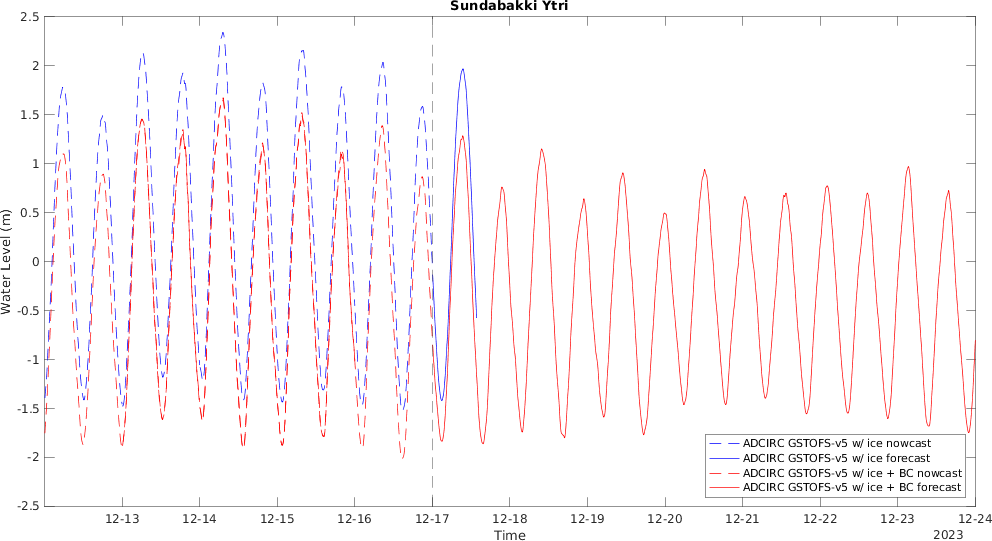 Sundabakki Ytri
2.5
2
1.5
1
0.5
0
-0.5
-1
-1.5
-2
-2.5
Water Level (m)
ADCIRC GSTOFS-v5 w/ ice nowcast
ADCIRC GSTOFS-v5 w/ ice forecast
ADCIRC GSTOFS-v5 w/ ice + BC nowcast
ADCIRC GSTOFS-v5 w/ ice + BC forecast
12-13 12-14 12-15 12-16 12-17 12-18 12-19 12-20 12-21 12-22 12-23 12-24
Time
2023